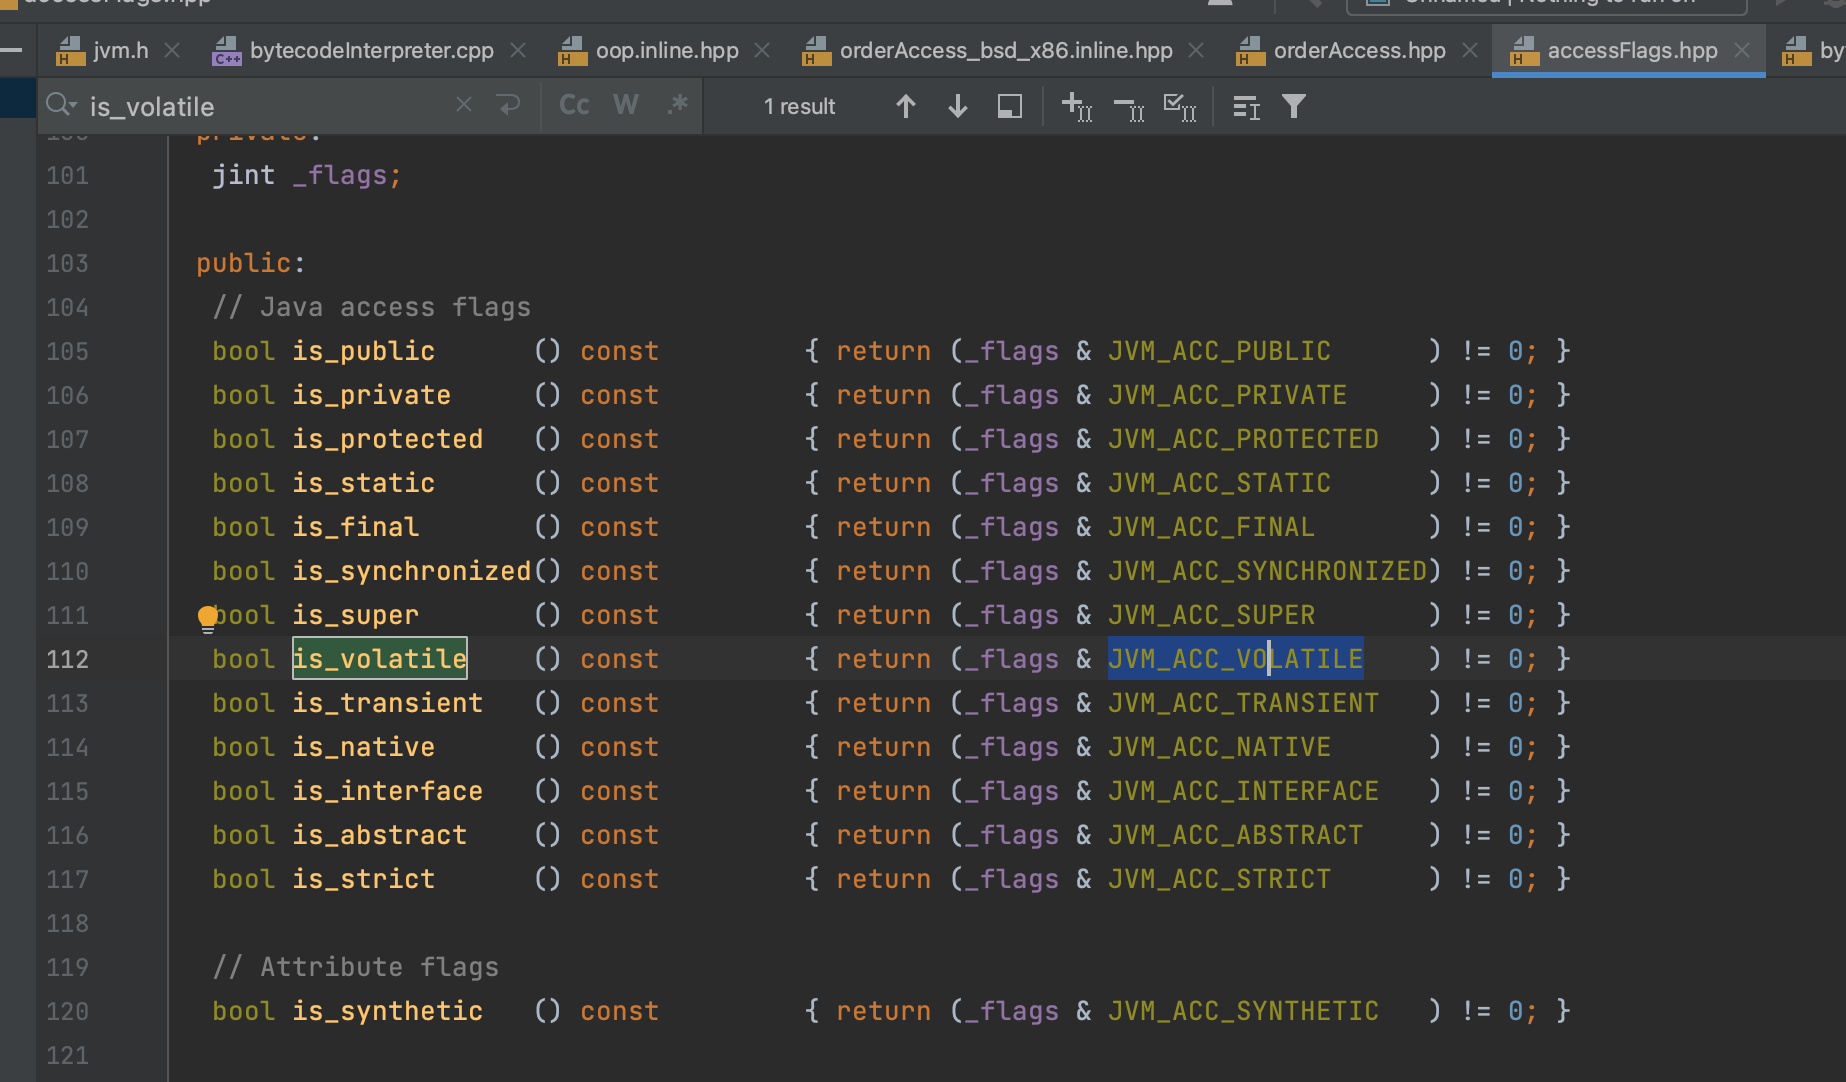 accessFlags.hpp
jvm.h bytecodeInterpreter.cpp oop.inline.hpp orderAccess_bsd_x86.inline.hpp orderAccess.hpp accessFlags.hpp by
is_volatile Cc W .* 1 result
private:
101 jint _flags;
102
103 public:
104 // Java access flags
105 bool is_public () const { return (_flags & JVM_ACC_PUBLIC ) != 0; }
106 bool is_private () const { return (_flags & JVM_ACC_PRIVATE ) != 0; }
107 bool is_protected () const { return (_flags & JVM_ACC_PROTECTED ) != 0; }
108 bool is_static () const { return (_flags & JVM_ACC_STATIC ) != 0; }
109 bool is_final () const { return (_flags & JVM_ACC_FINAL ) != 0; }
110 bool is_synchronized() const { return (_flags & JVM_ACC_SYNCHRONIZED) != 0; }
111 bool is_super () const { return (_flags & JVM_ACC_SUPER ) != 0; }
112 bool is_volatile () const { return (_flags & JVM_ACC_VOLATILE ) != 0; }
113 bool is_transient () const { return (_flags & JVM_ACC_TRANSIENT ) != 0; }
114 bool is_native () const { return (_flags & JVM_ACC_NATIVE ) != 0; }
115 bool is_interface () const { return (_flags & JVM_ACC_INTERFACE ) != 0; }
116 bool is_abstract () const { return (_flags & JVM_ACC_ABSTRACT ) != 0; }
117 bool is_strict () const { return (_flags & JVM_ACC_STRICT ) != 0; }
118
119 // Attribute flags
120 bool is_synthetic () const { return (_flags & JVM_ACC_SYNTHETIC ) != 0; }
121